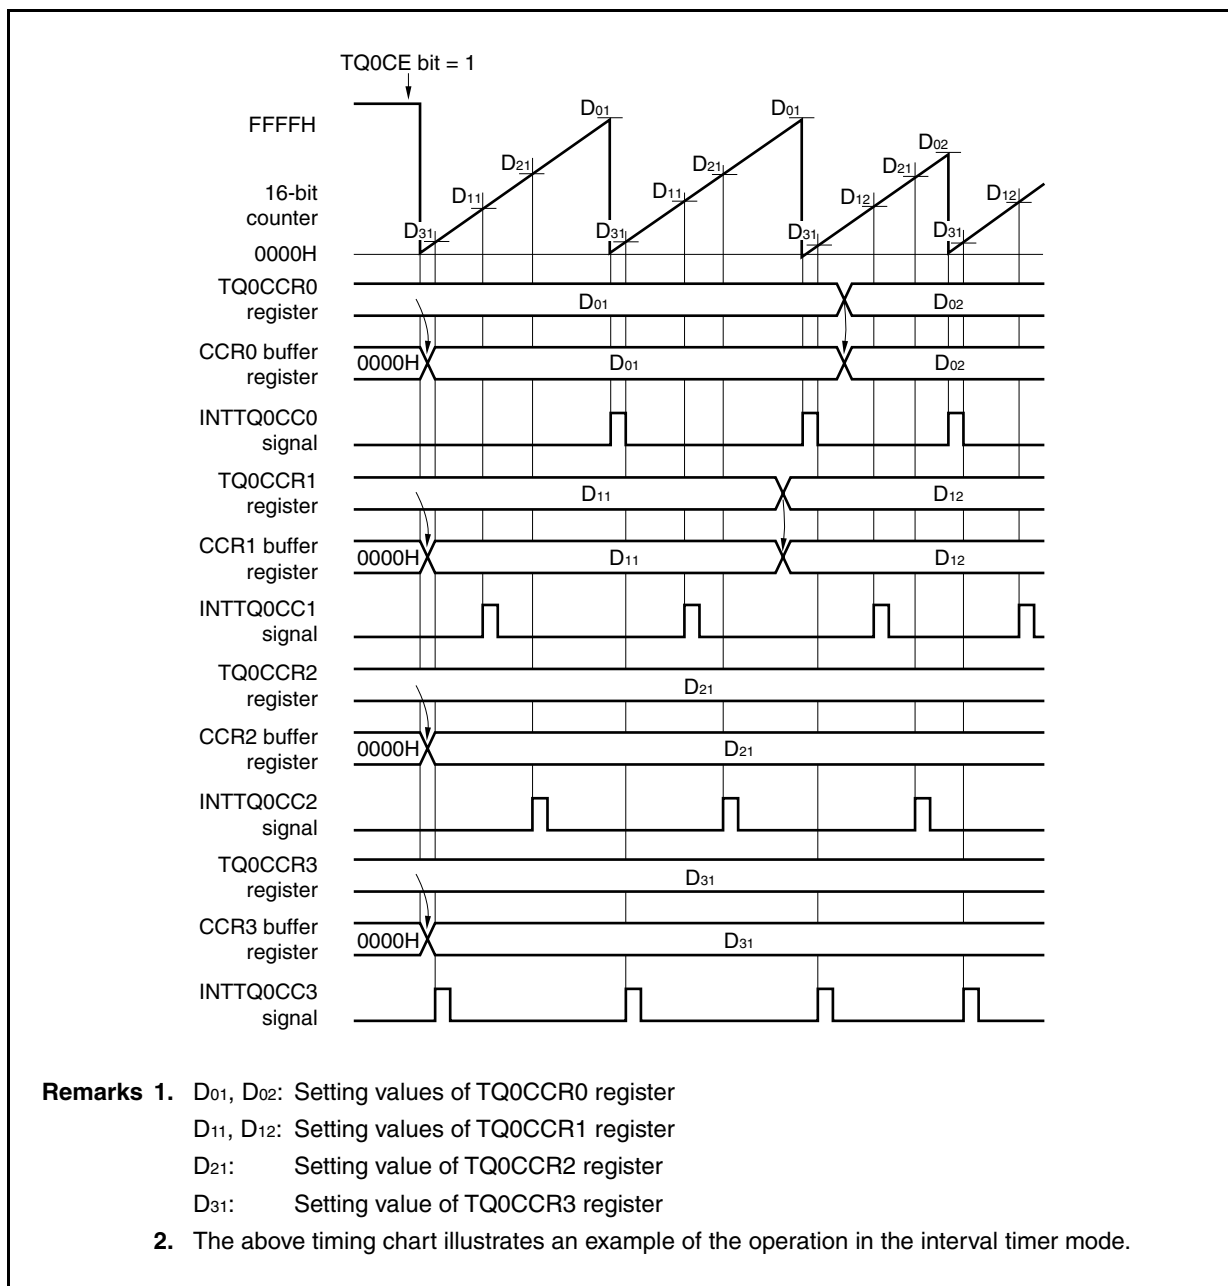 TQ0CE bit = 1
D01 D01
FFFFH
D02
D21 D21 D21
16-bit
counter
D11 D11 D12 D12
D31 D31 D31 D31
0000H
TQ0CCR0
register
D01 D02
CCR0 buffer
register
0000H D01 D02
INTTQ0CC0
signal
TQ0CCR1
register
D11 D12
CCR1 buffer
register
0000H D11 D12
INTTQ0CC1
signal
TQ0CCR2
register
D21
CCR2 buffer
register
0000H D21
INTTQ0CC2
signal
TQ0CCR3
register
D31
CCR3 buffer
register
0000H D31
INTTQ0CC3
signal
Remarks 1. D01, D02: Setting values of TQ0CCR0 register
D11, D12: Setting values of TQ0CCR1 register
D21: Setting value of TQ0CCR2 register
D31: Setting value of TQ0CCR3 register
2. The above timing chart illustrates an example of the operation in the interval timer mode.